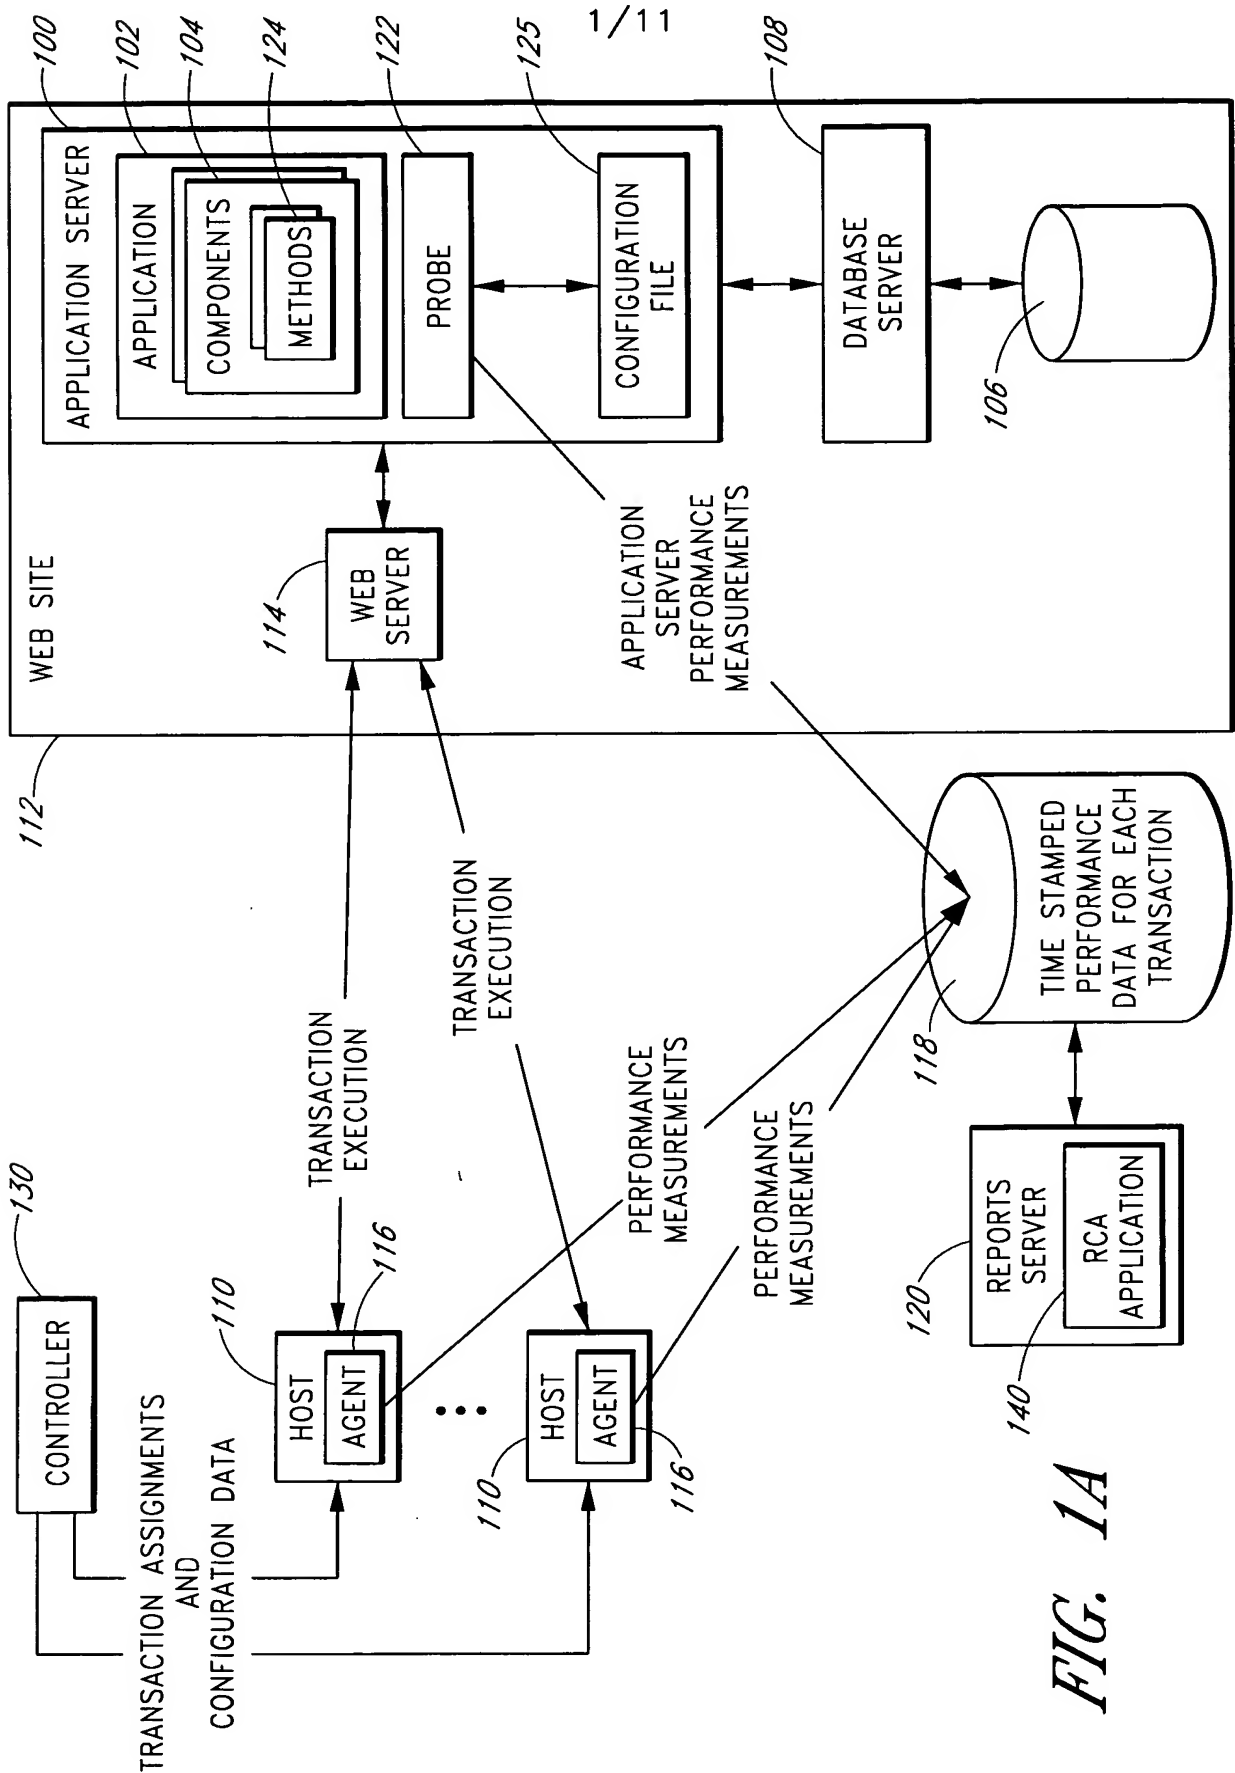 1/11
WEB SITE
112
APPLICATION SERVER
100
APPLICATION
102
COMPONENTS
104
METHODS
124
PROBE
122
CONFIGURATION
FILE
125
DATABASE
SERVER
108
106
114
WEB
SERVER
APPLICATION
SERVER
PERFORMANCE
MEASUREMENTS
TRANSACTION
EXECUTION
TRANSACTION
EXECUTION
130
CONTROLLER
TRANSACTION ASSIGNMENTS
AND
CONFIGURATION DATA
110
HOST
AGENT
116
110
HOST
AGENT
116
PERFORMANCE
MEASUREMENTS
PERFORMANCE
MEASUREMENTS
118
TIME STAMPED
PERFORMANCE
DATA FOR EACH
TRANSACTION
120
REPORTS
SERVER
140
RCA
APPLICATION
FIG. 1A